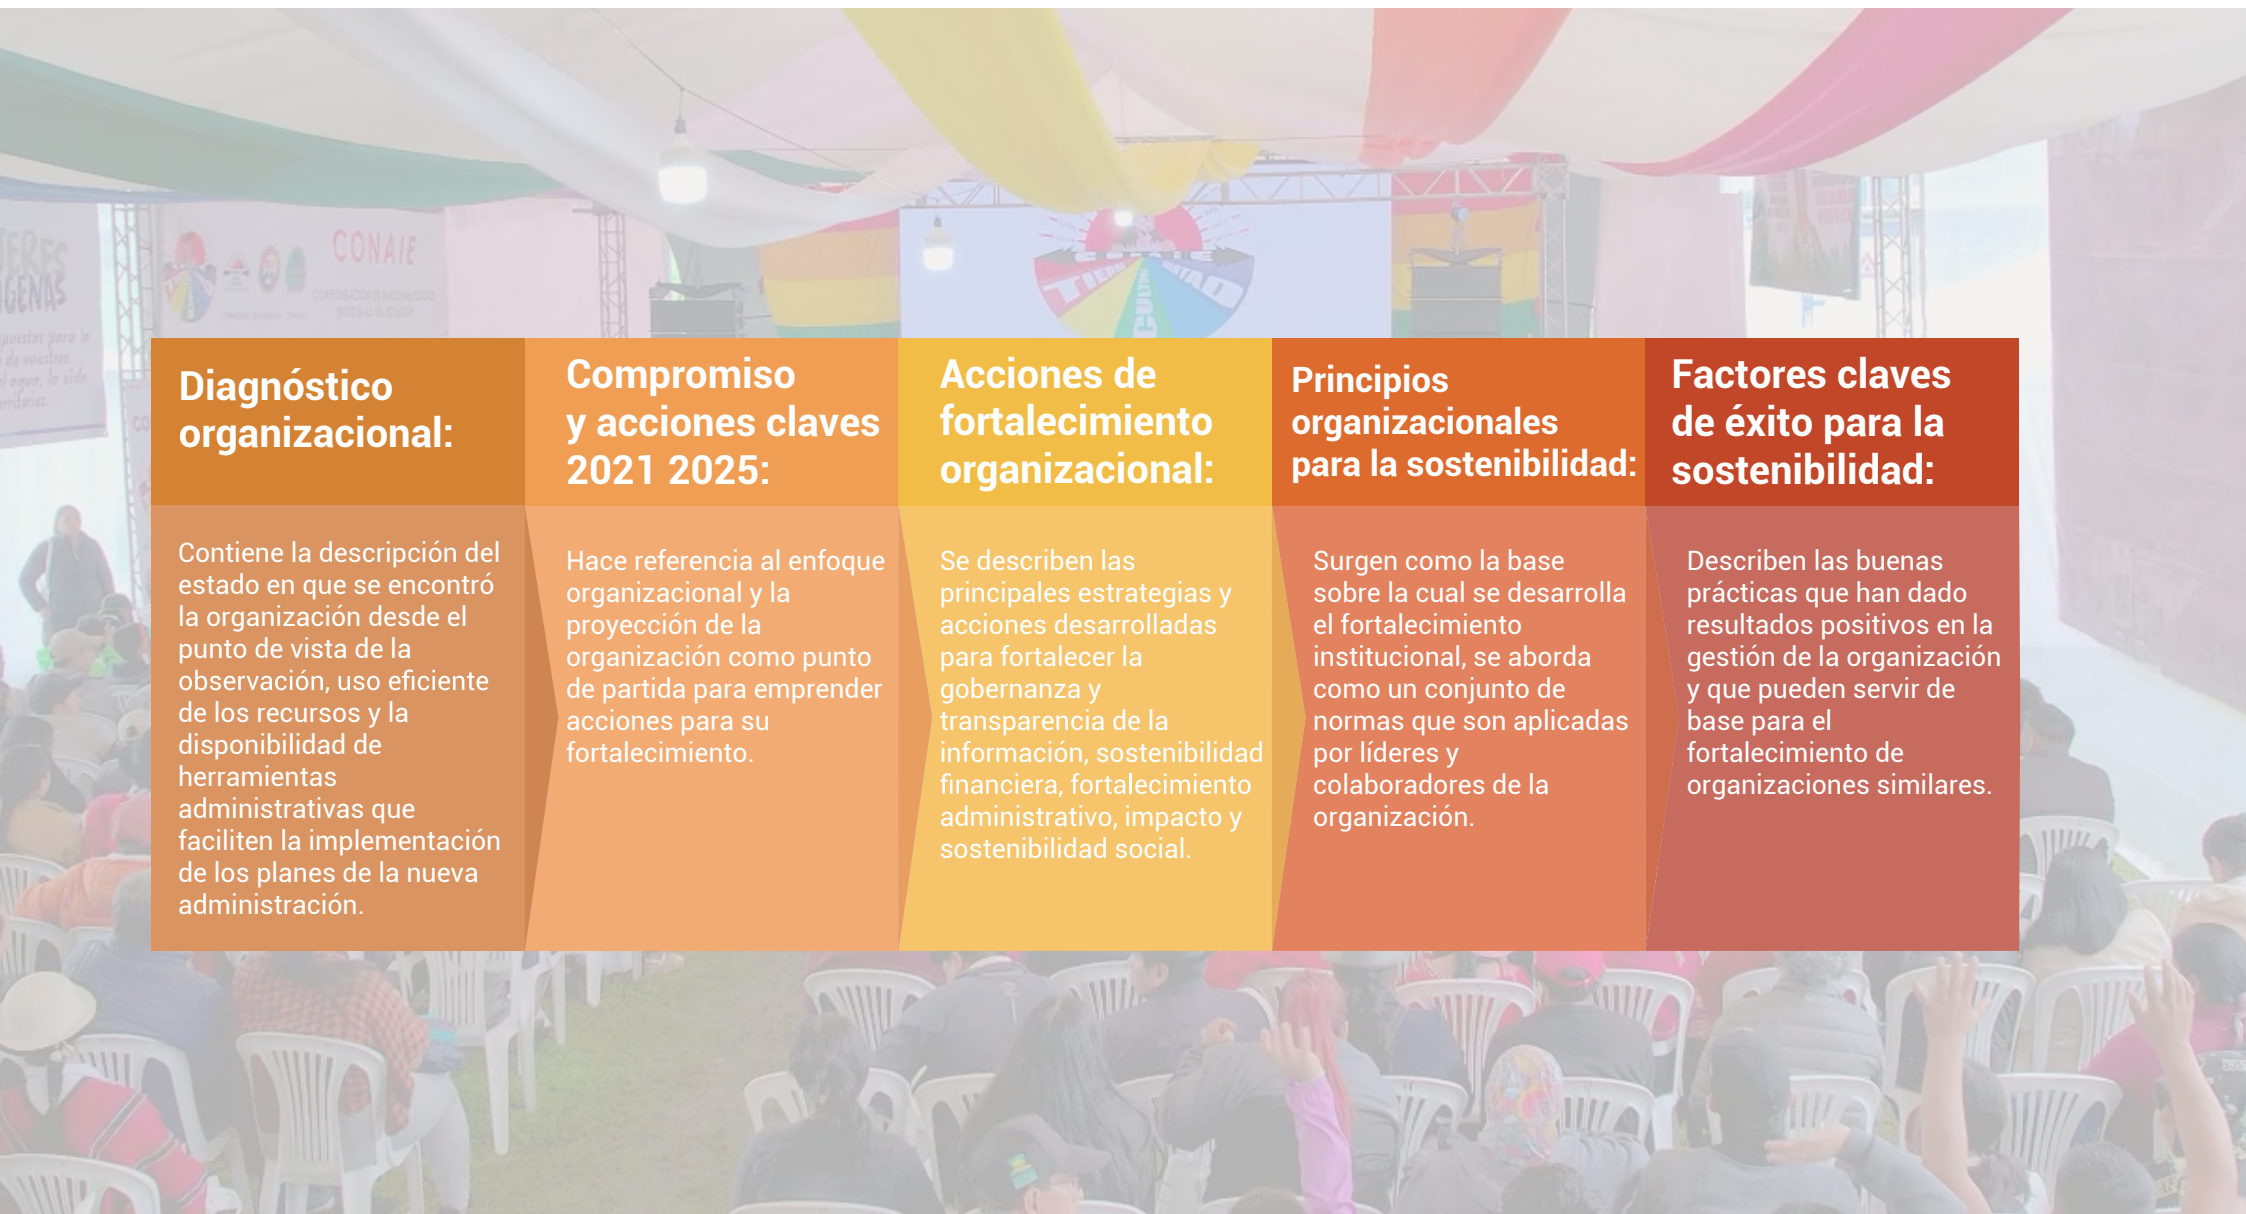 CONAIE
TIERRA
CULTURA
Diagnóstico
organizacional:
Contiene la descripción del
estado en que se encontró
la organización desde el
punto de vista de la
observación, uso eficiente
de los recursos y la
disponibilidad de
herramientas
administrativas que
faciliten la implementación
de los planes de la nueva
administración.
Compromiso
y acciones claves
2021 2025:
Hace referencia al enfoque
organizacional y la
proyección de la
organización como punto
de partida para emprender
acciones para su
fortalecimiento.
Acciones de
fortalecimiento
organizacional:
Se describen las
principales estrategias y
acciones desarrolladas
para fortalecer la
gobernanza y
transparencia de la
información, sostenibilidad
financiera, fortalecimiento
administrativo, impacto y
sostenibilidad social.
Principios
organizacionales
para la sostenibilidad:
Surgen como la base
sobre la cual se desarrolla
el fortalecimiento
institucional, se aborda
como un conjunto de
normas que son aplicadas
por líderes y
colaboradores de la
organización.
Factores claves
de éxito para la
sostenibilidad:
Describen las buenas
prácticas que han dado
resultados positivos en la
gestión de la organización
y que pueden servir de
base para el
fortalecimiento de
organizaciones similares.